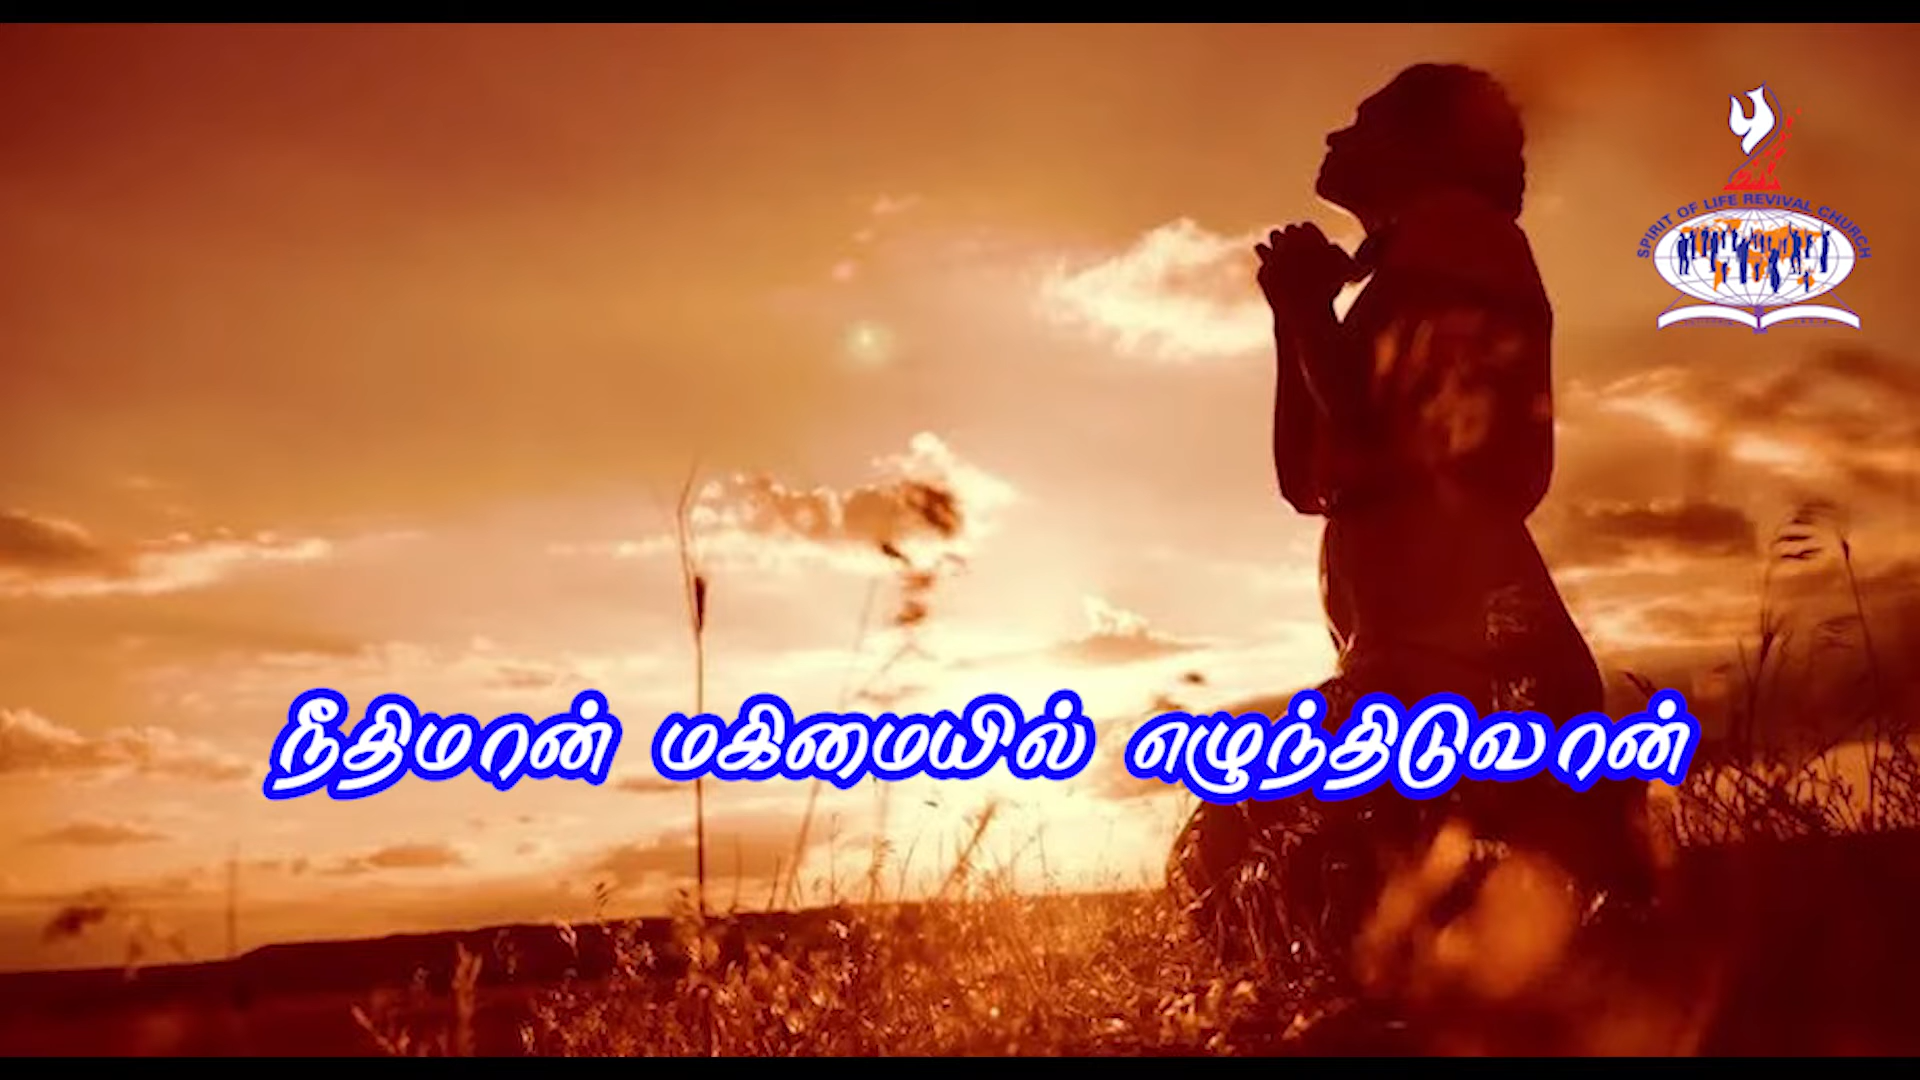 SPIRIT OF LIFE REVIVAL CHURCH
நீதிமான் மகிமையில் எழுந்திடுவான்